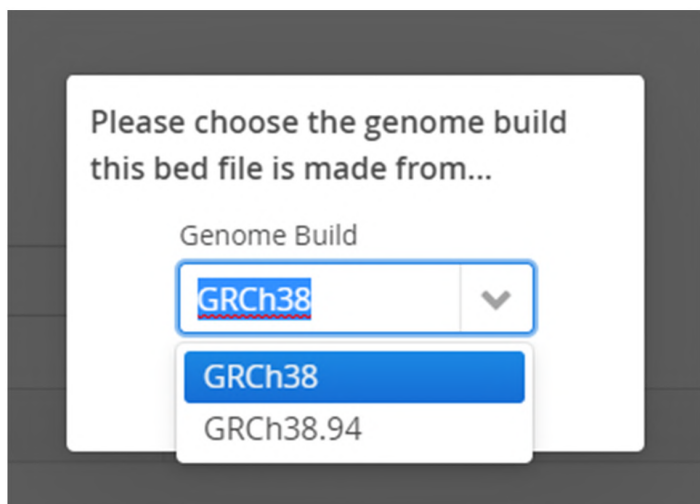 Please choose the genome build
this bed file is made from...
Genome Build
GRCh38
GRCh38
GRCh38.94